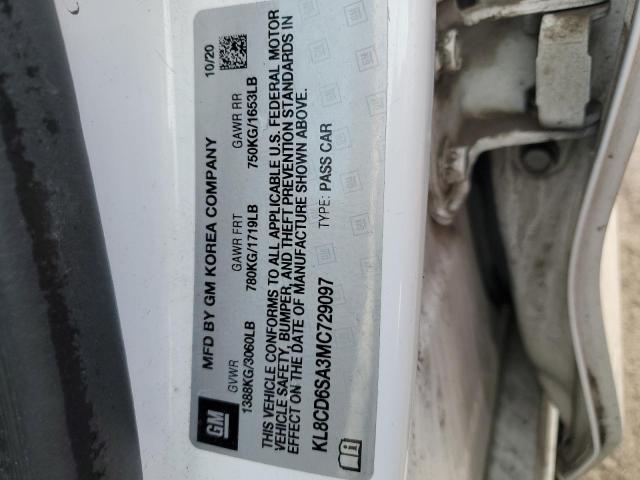 GM
MFD BY GM KOREA COMPANY 10/20
GVWR GAWR FRT GAWR RR
1388KG/3060LB 780KG/1719LB 750KG/1653LB
THIS VEHICLE CONFORMS TO ALL APPLICABLE U.S. FEDERAL MOTOR
VEHICLE SAFETY, BUMPER, AND THEFT PREVENTION STANDARDS IN
EFFECT ON THE DATE OF MANUFACTURE SHOWN ABOVE.
KL8CD6SA3MC729097 TYPE: PASS CAR